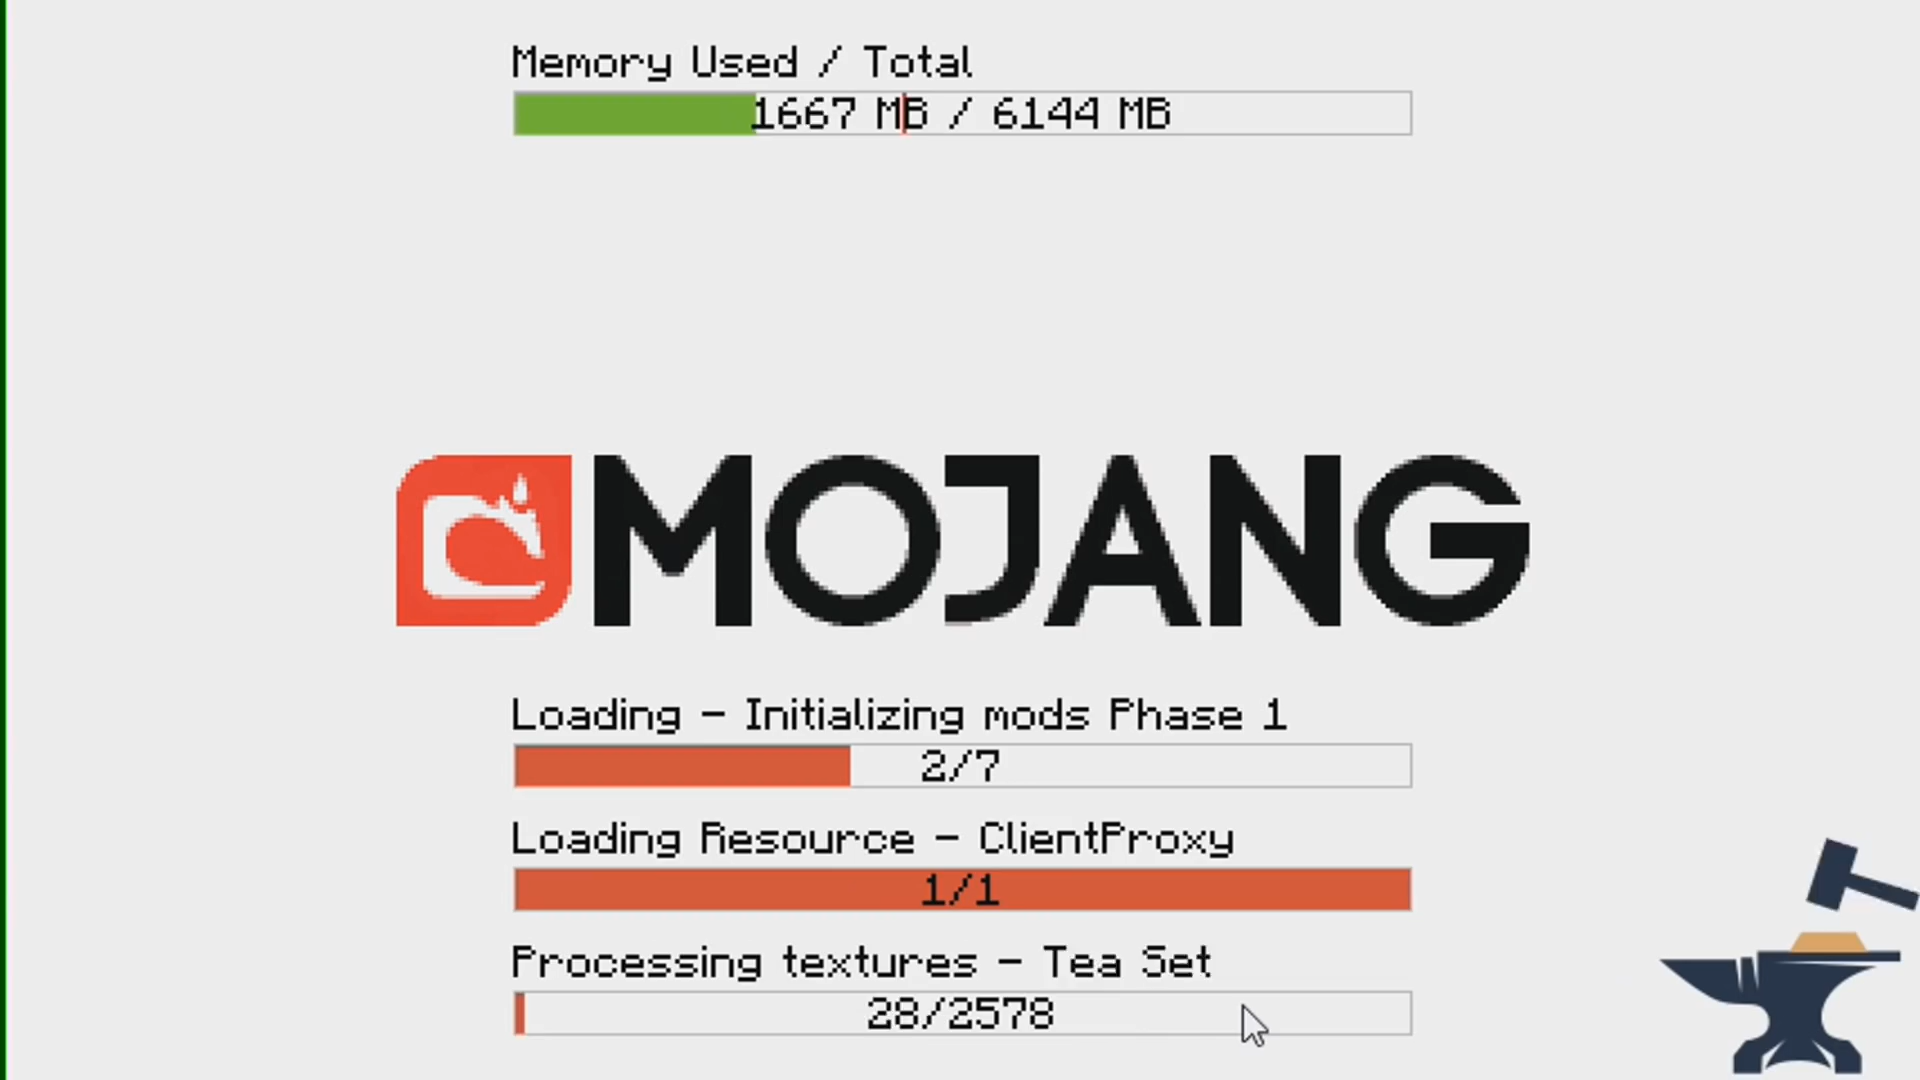 Memory Used / Total
1667 MB / 6144 MB
MOJANG
Loading - Initializing mods Phase 1
2/7
Loading Resource - ClientProxy
1/1
Processing textures - Tea Set
28/2578